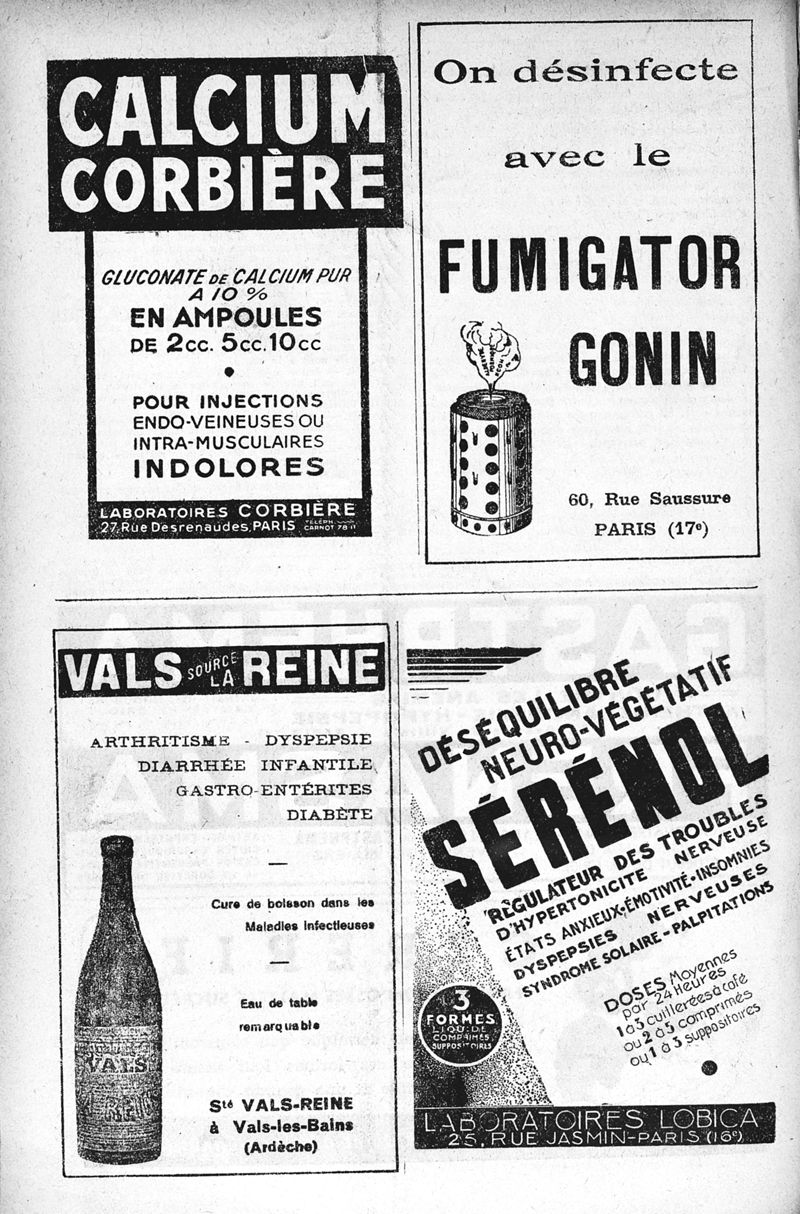 CALCIUM
CORBIÈRE
GLUCONATE DE CALCIUM PUR
A 10 %
EN AMPOULES
DE 2cc. 5cc. 10cc
POUR INJECTIONS
ENDO-VEINEUSES OU
INTRA-MUSCULAIRES
INDOLORES
LABORATOIRES CORBIÈRE
27, Rue Desrenaudes, PARIS TÉLÉPH. CARNOT 78 11
On désinfecte
avec le
FUMIGATOR
GONIN
60, Rue Saussure
PARIS (17e)
VALS SOURCE LA REINE
ARTHRITISME - DYSPEPSIE
DIARRHÉE INFANTILE
GASTRO-ENTÉRITES
DIABÈTE
Cure de boisson dans les
Maladies infectieuses
Eau de table
remarquable
VALS
Sté VALS-REINE
à Vals-les-Bains
(Ardèche)
DÉSÉQUILIBRE
NEURO-VÉGÉTATIF
SÉRÉNOL
RÉGULATEUR DES TROUBLES
D'HYPERTONICITÉ NERVEUSE
ÉTATS ANXIEUX-ÉMOTIVITÉ-INSOMNIES
DYSPEPSIES NERVEUSES
SYNDROME SOLAIRE - PALPITATIONS
DOSES Moyennes
par 24 Heures
1 à 3 cuillerées à café
ou 2 à 5 comprimés
ou 1 à 3 suppositoires
3
FORMES
LIQUIDE
COMPRIMÉS
SUPPOSITOIRES
LABORATOIRES LOBICA
25, RUE JASMIN-PARIS (16e)